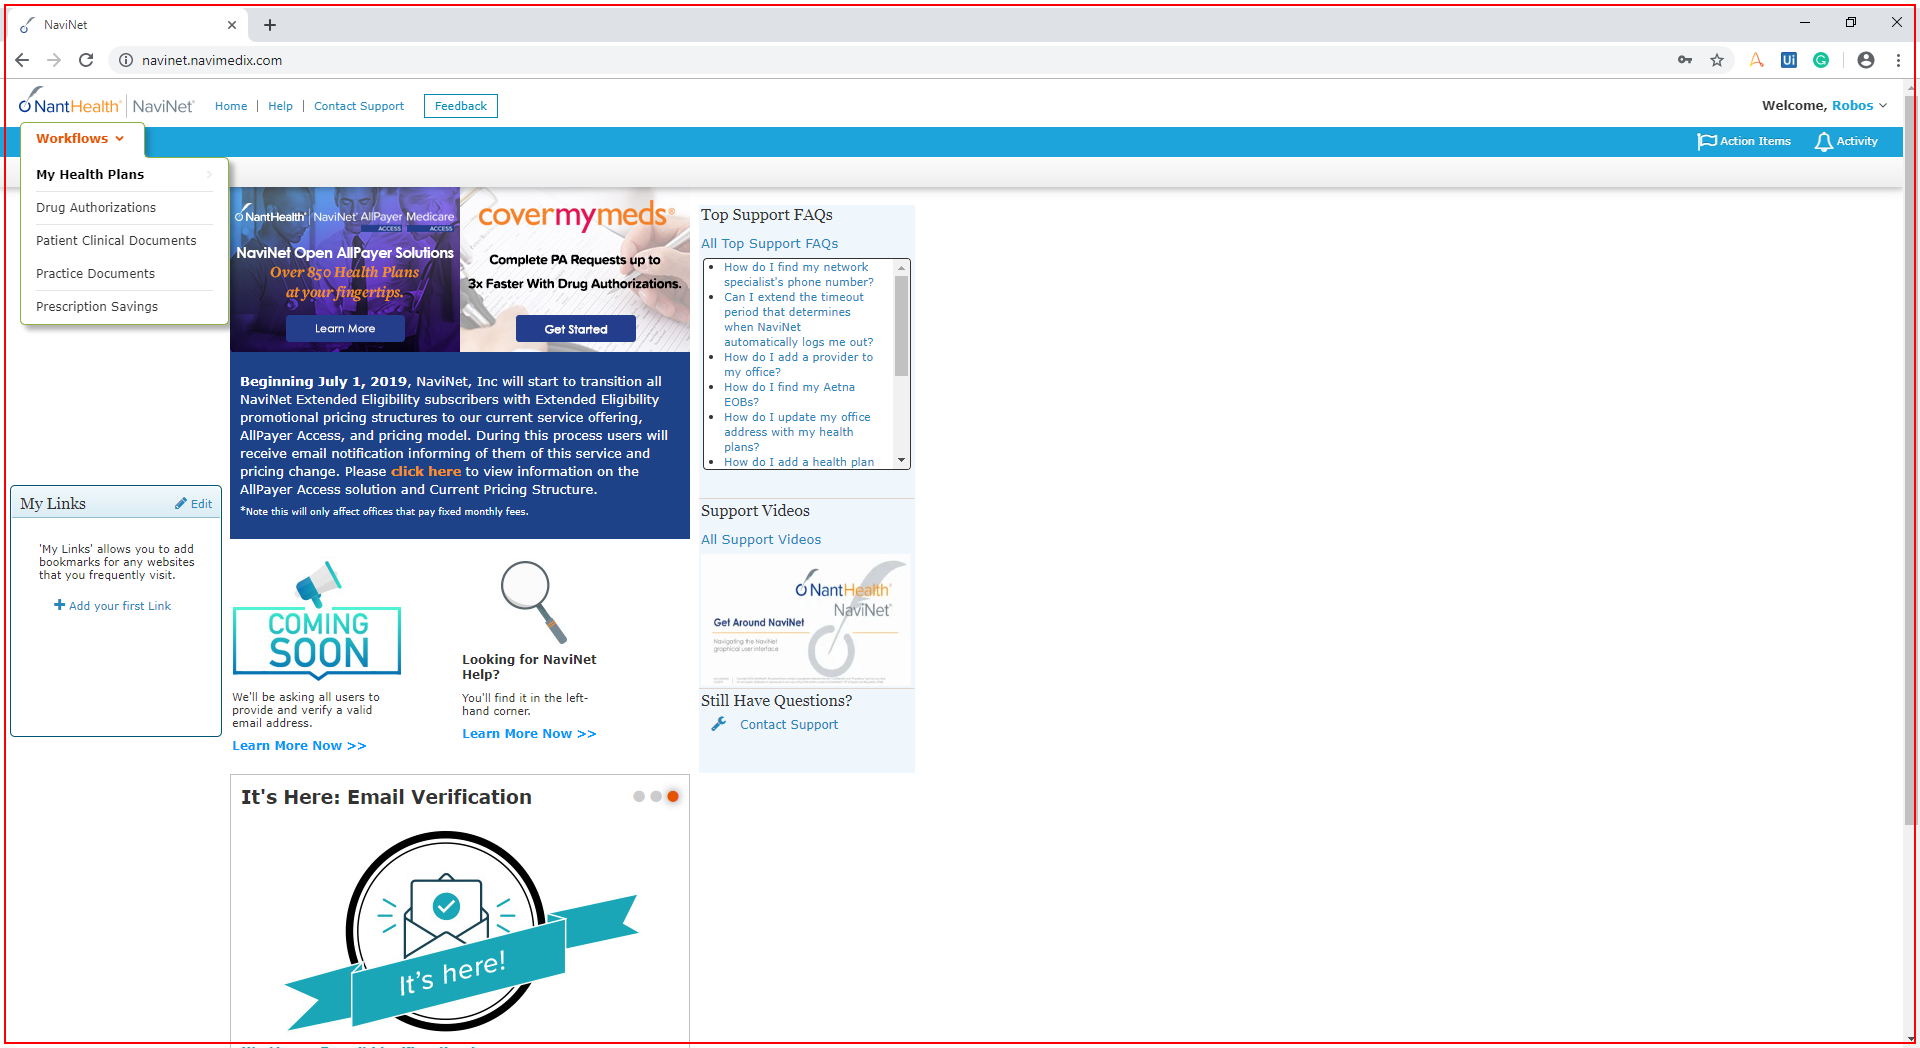 NaviNet
navinet.navimedix.com
NantHealth® NaviNet® Home Help Contact Support Feedback
Welcome, Robos
Workflows
Action Items Activity
My Health Plans
Drug Authorizations
Patient Clinical Documents
Practice Documents
Prescription Savings
NantHealth® NaviNet® AllPayer Medicare
ACCESS ACCESS
NaviNet Open AllPayer Solutions
Over 850 Health Plans
at your fingertips.
Learn More
covermymeds®
Complete PA Requests up to
3x Faster With Drug Authorizations.
Get Started
Beginning July 1, 2019, NaviNet, Inc will start to transition all
NaviNet Extended Eligibility subscribers with Extended Eligibility
promotional pricing structures to our current service offering,
AllPayer Access, and pricing model. During this process users will
receive email notification informing of them of this service and
pricing change. Please click here to view information on the
AllPayer Access solution and Current Pricing Structure.
*Note this will only affect offices that pay fixed monthly fees.
Top Support FAQs
All Top Support FAQs
How do I find my network
specialist's phone number?
Can I extend the timeout
period that determines
when NaviNet
automatically logs me out?
How do I add a provider to
my office?
How do I find my Aetna
EOBs?
How do I update my office
address with my health
plans?
How do I add a health plan
My Links Edit
'My Links' allows you to add
bookmarks for any websites
that you frequently visit.
Add your first Link
COMING
SOON
We'll be asking all users to
provide and verify a valid
email address.
Learn More Now >>
Looking for NaviNet
Help?
You'll find it in the left-
hand corner.
Learn More Now >>
Support Videos
All Support Videos
NantHealth®
NaviNet®
Get Around NaviNet
Navigating the NaviNet
graphical user interface
Still Have Questions?
Contact Support
It's Here: Email Verification
It's here!